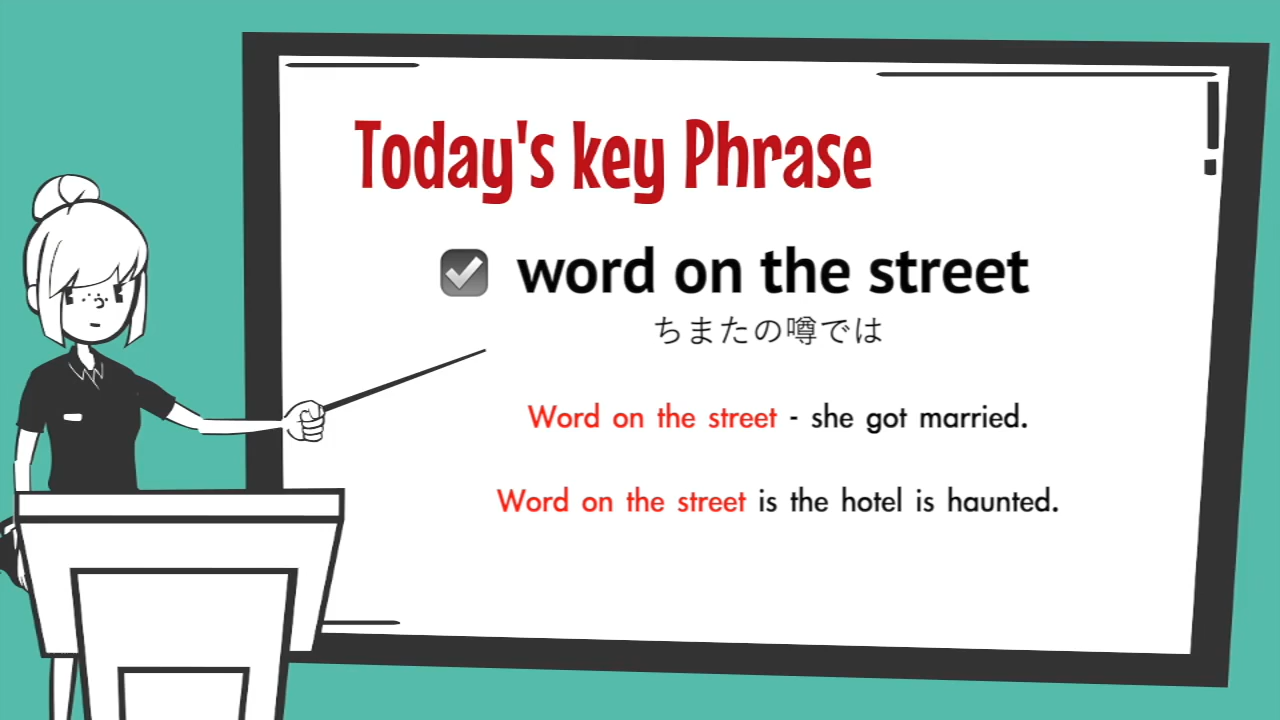 Today's key Phrase
word on the street
ちまたの噂では
Word on the street - she got married.
Word on the street is the hotel is haunted.